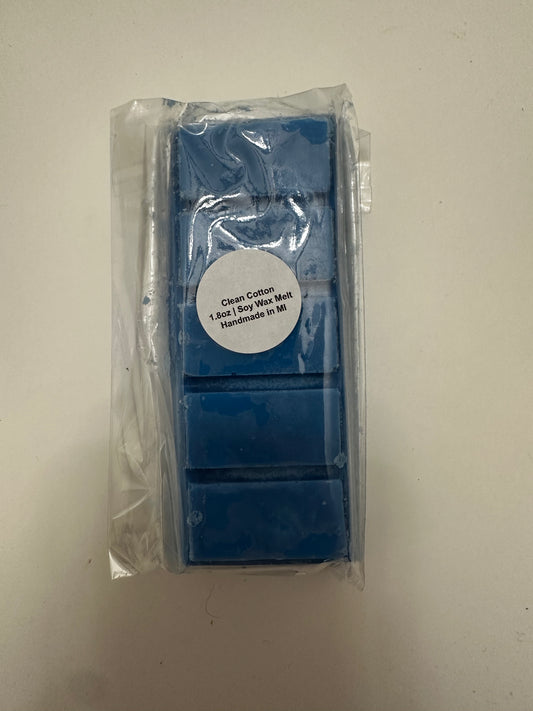 Clean Cotton
1.8oz | Soy Wax Melt
Handmade in MI